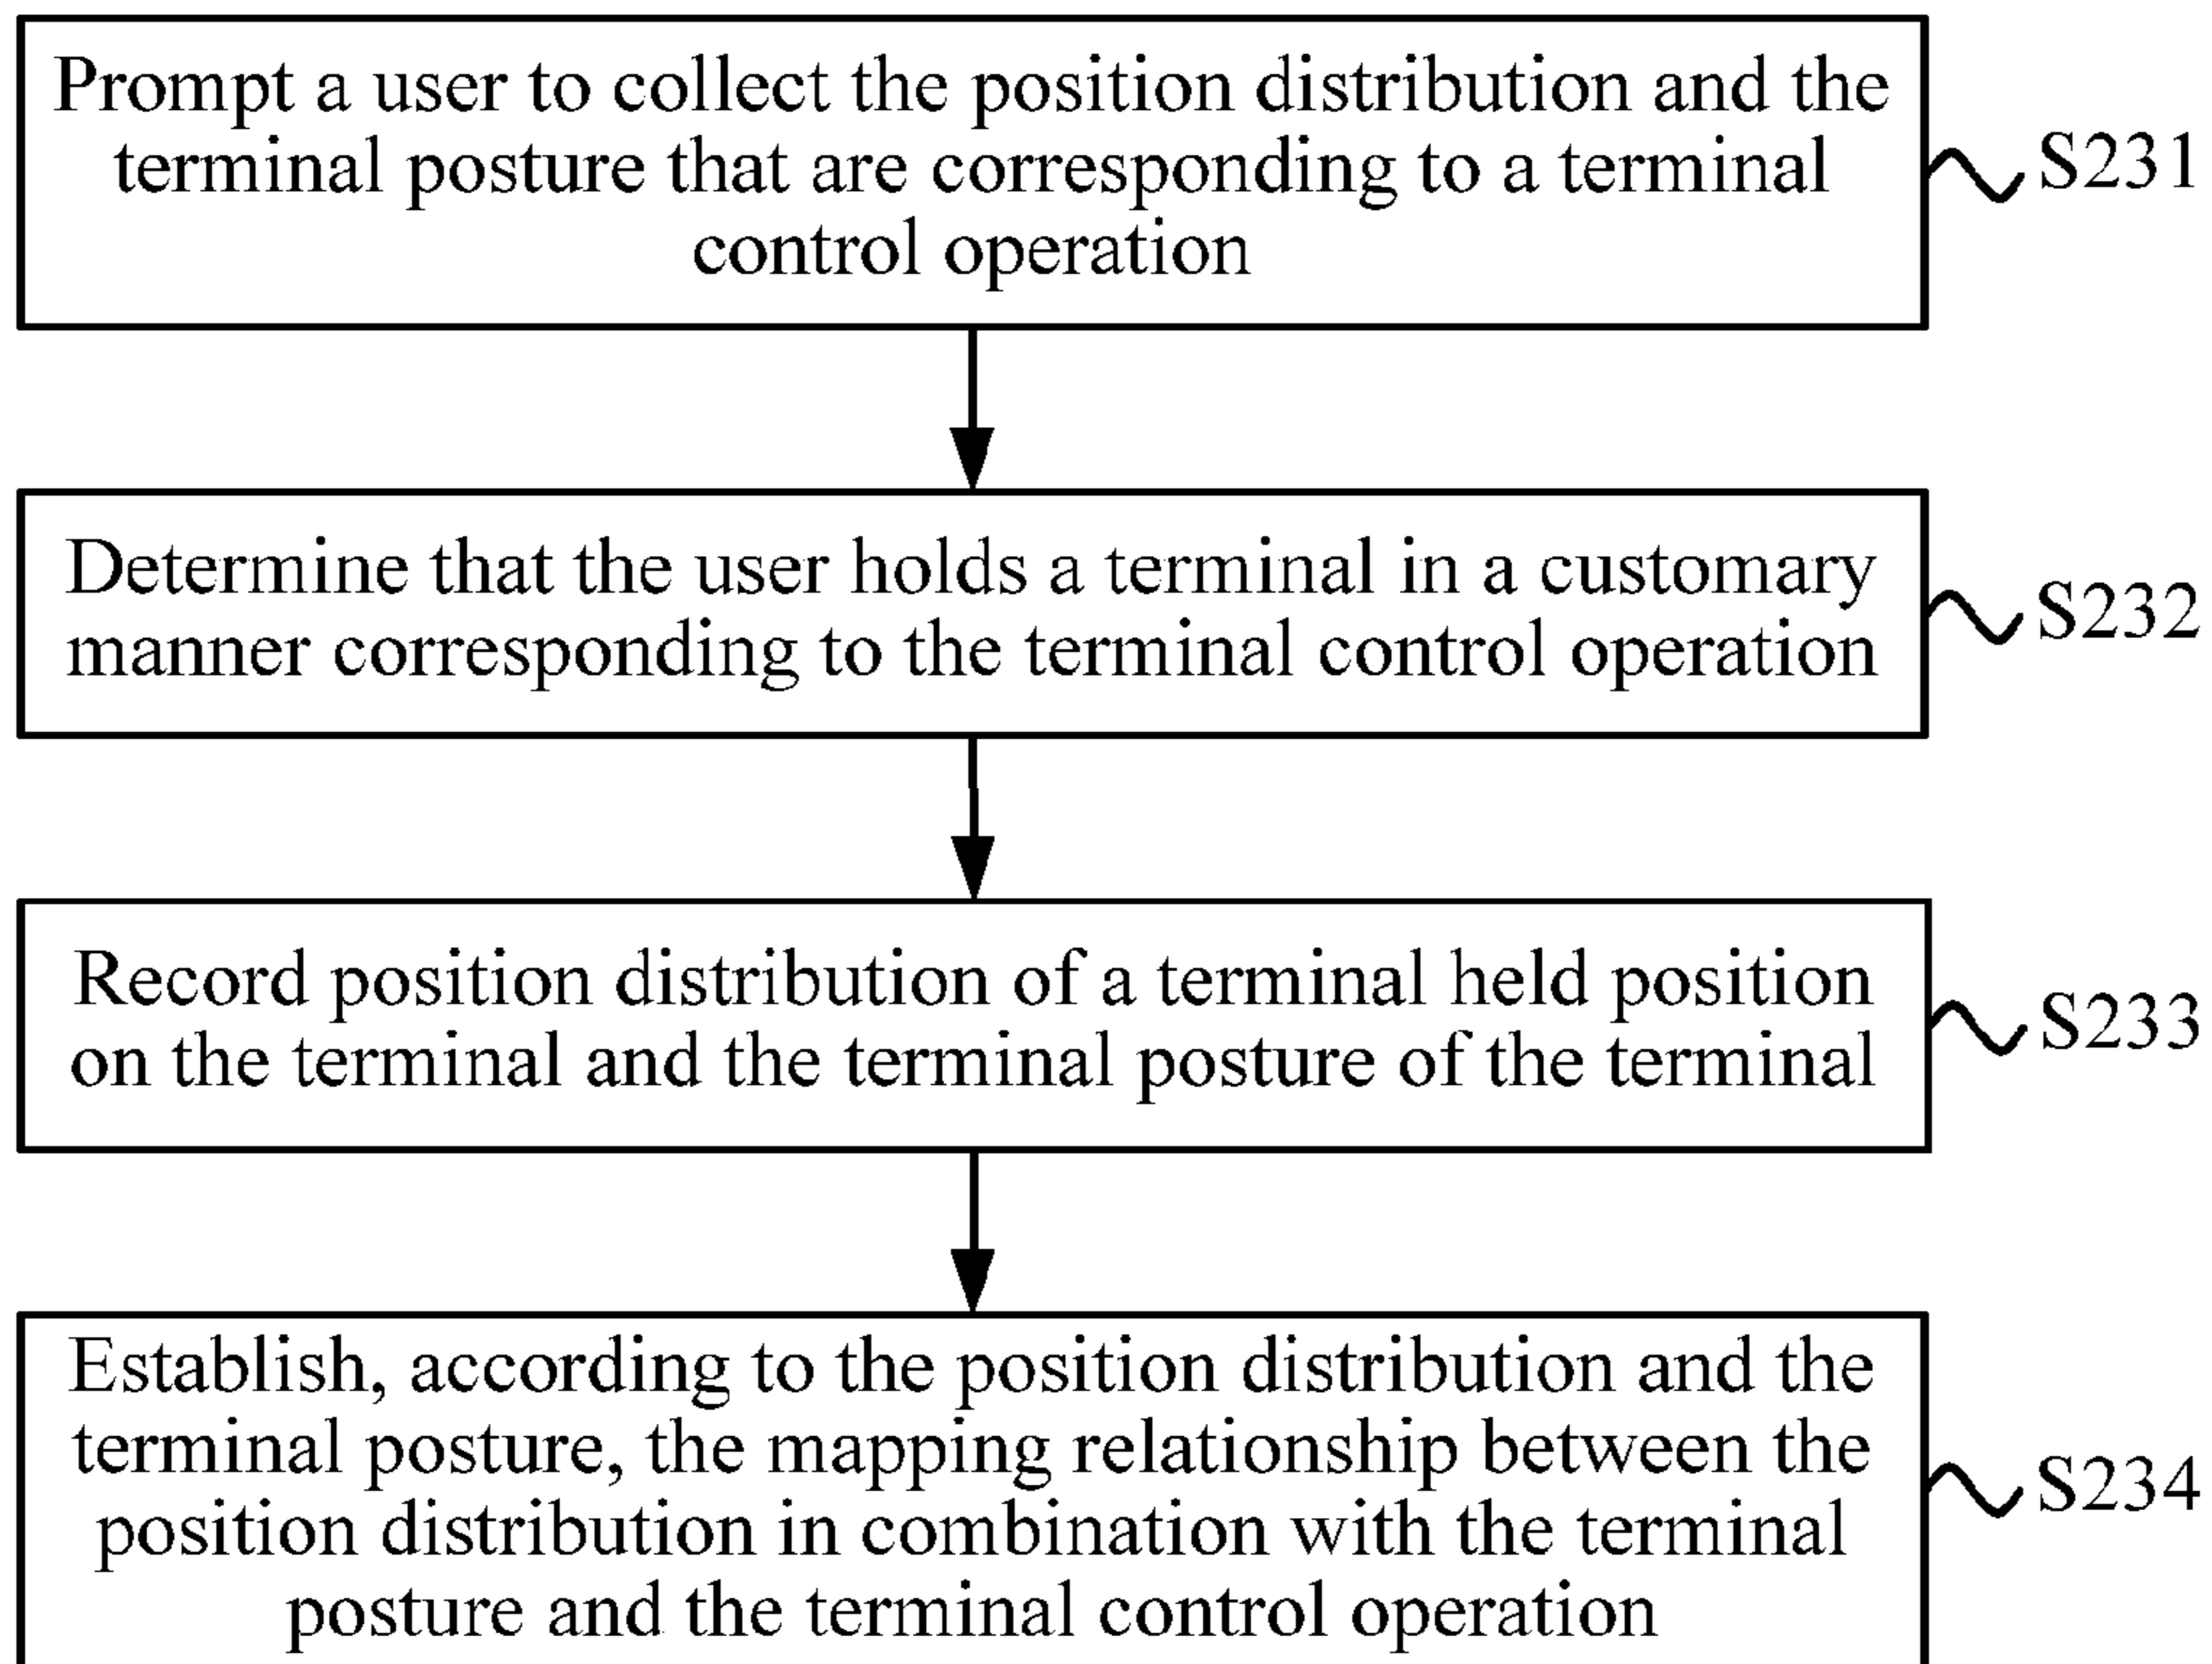 Prompt a user to collect the position distribution and the
terminal posture that are corresponding to a terminal
control operation
S231
Determine that the user holds a terminal in a customary
manner corresponding to the terminal control operation
S232
Record position distribution of a terminal held position
on the terminal and the terminal posture of the terminal
S233
Establish, according to the position distribution and the
terminal posture, the mapping relationship between the
position distribution in combination with the terminal
posture and the terminal control operation
S234